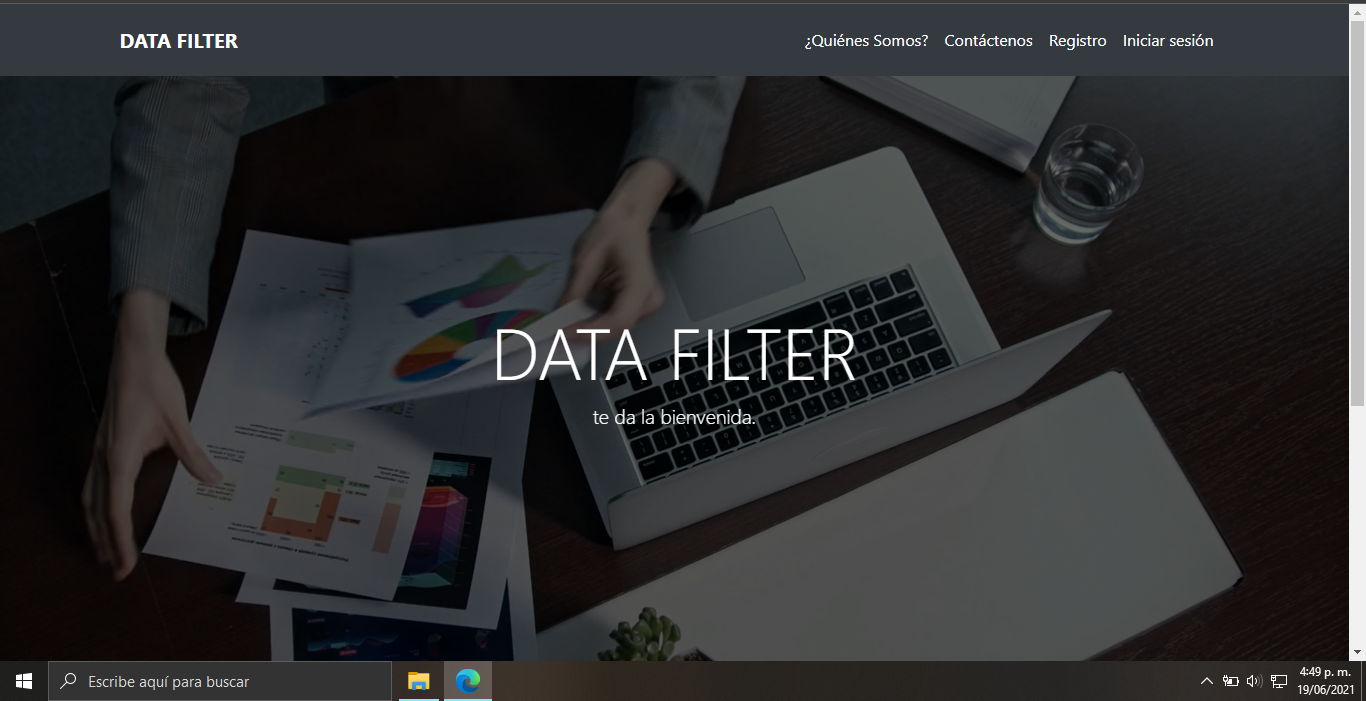 DATA FILTER
¿Quiénes Somos? Contáctenos Registro Iniciar sesión
DATA FILTER
te da la bienvenida.
Escribe aquí para buscar
4:49 p. m.
19/06/2021